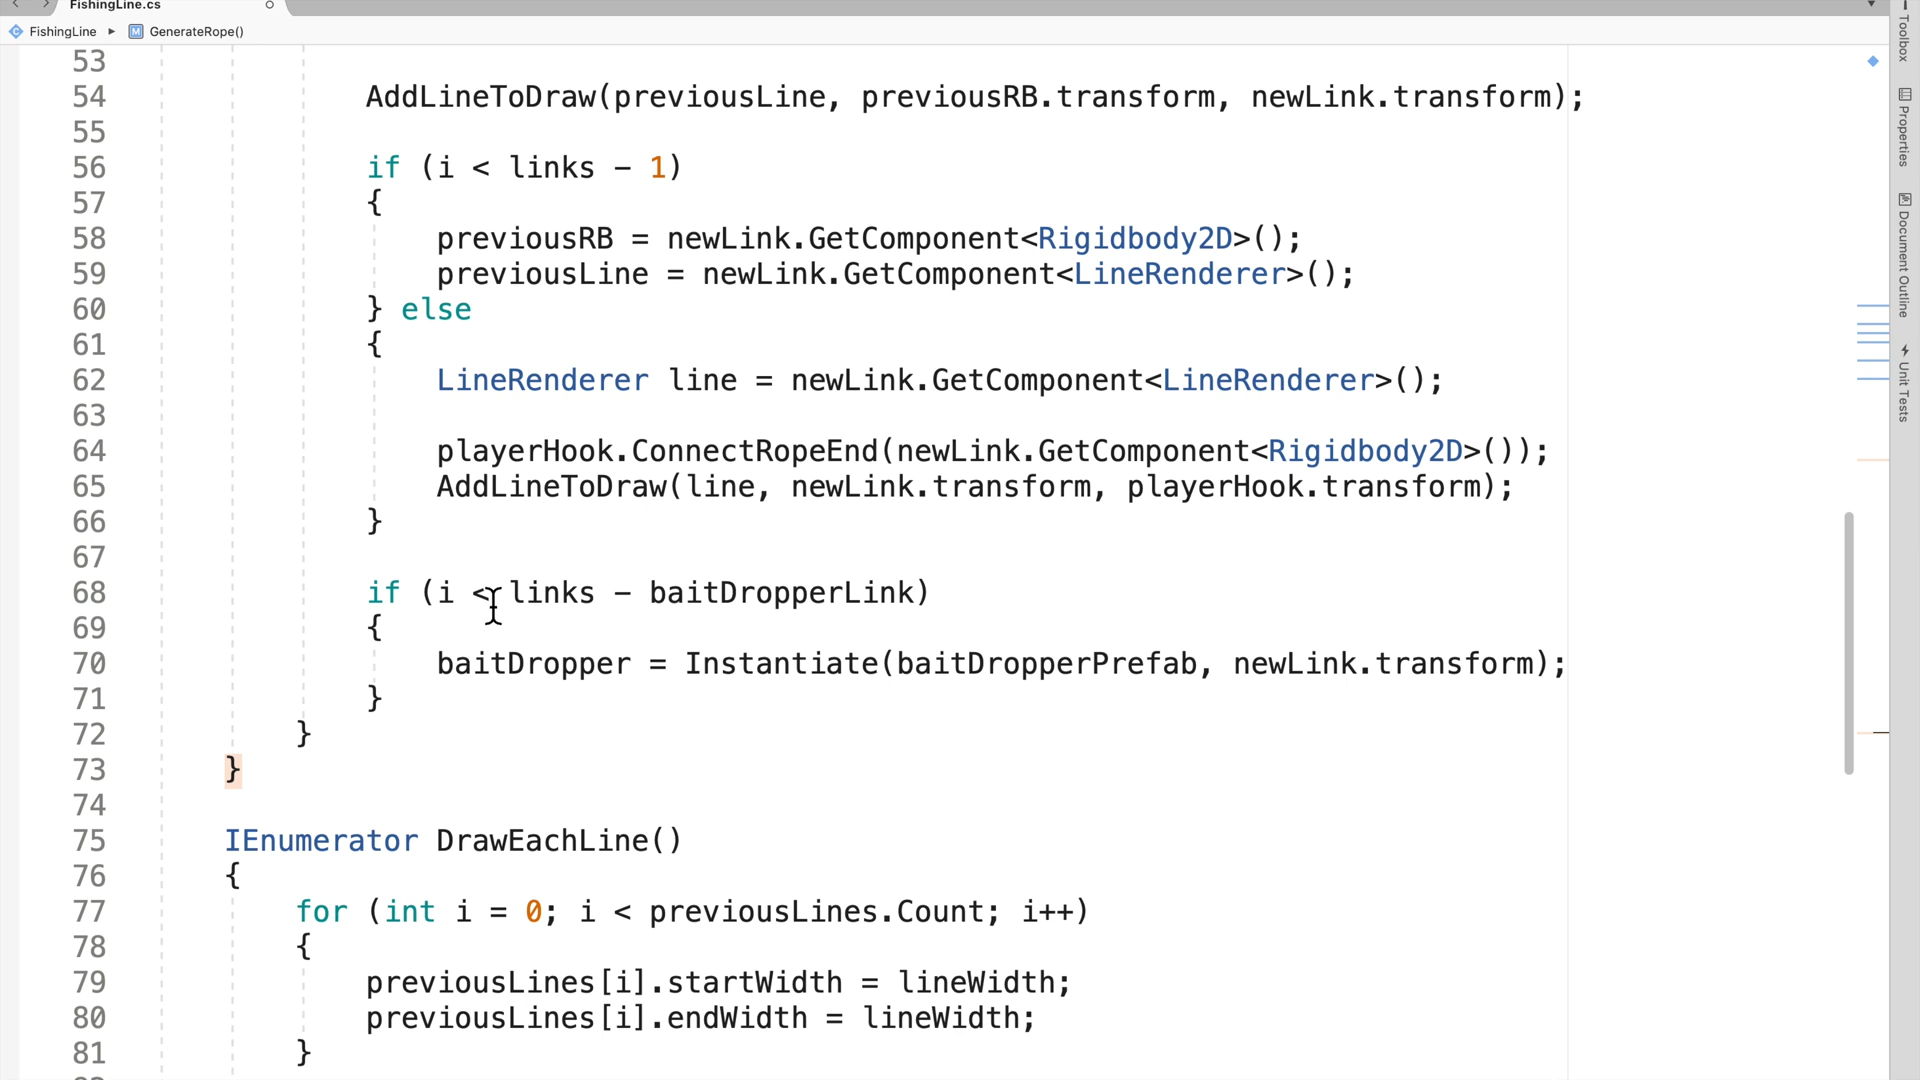 FishingLine.cs
FishingLine
M GenerateRope()
53
54 AddLineToDraw(previousLine, previousRB.transform, newLink.transform);
55
56 if (i < links - 1)
57 {
58 previousRB = newLink.GetComponent<Rigidbody2D>();
59 previousLine = newLink.GetComponent<LineRenderer>();
60 } else
61 {
62 LineRenderer line = newLink.GetComponent<LineRenderer>();
63
64 playerHook.ConnectRopeEnd(newLink.GetComponent<Rigidbody2D>());
65 AddLineToDraw(line, newLink.transform, playerHook.transform);
66 }
67
68 if (i < links - baitDropperLink)
69 {
70 baitDropper = Instantiate(baitDropperPrefab, newLink.transform);
71 }
72 }
73 }
74
75 IEnumerator DrawEachLine()
76 {
77 for (int i = 0; i < previousLines.Count; i++)
78 {
79 previousLines[i].startWidth = lineWidth;
80 previousLines[i].endWidth = lineWidth;
81 }
Toolbox
Properties
Document Outline
Unit Tests